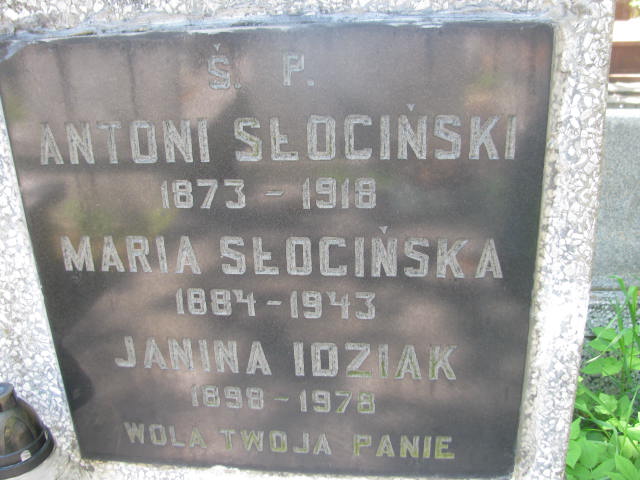 Ś. P.
ANTONI SŁOCIŃSKI
1873 - 1918
MARIA SŁOCIŃSKA
1884 - 1943
JANINA IDZIAK
1898 - 1978
WOLA TWOJA PANIE